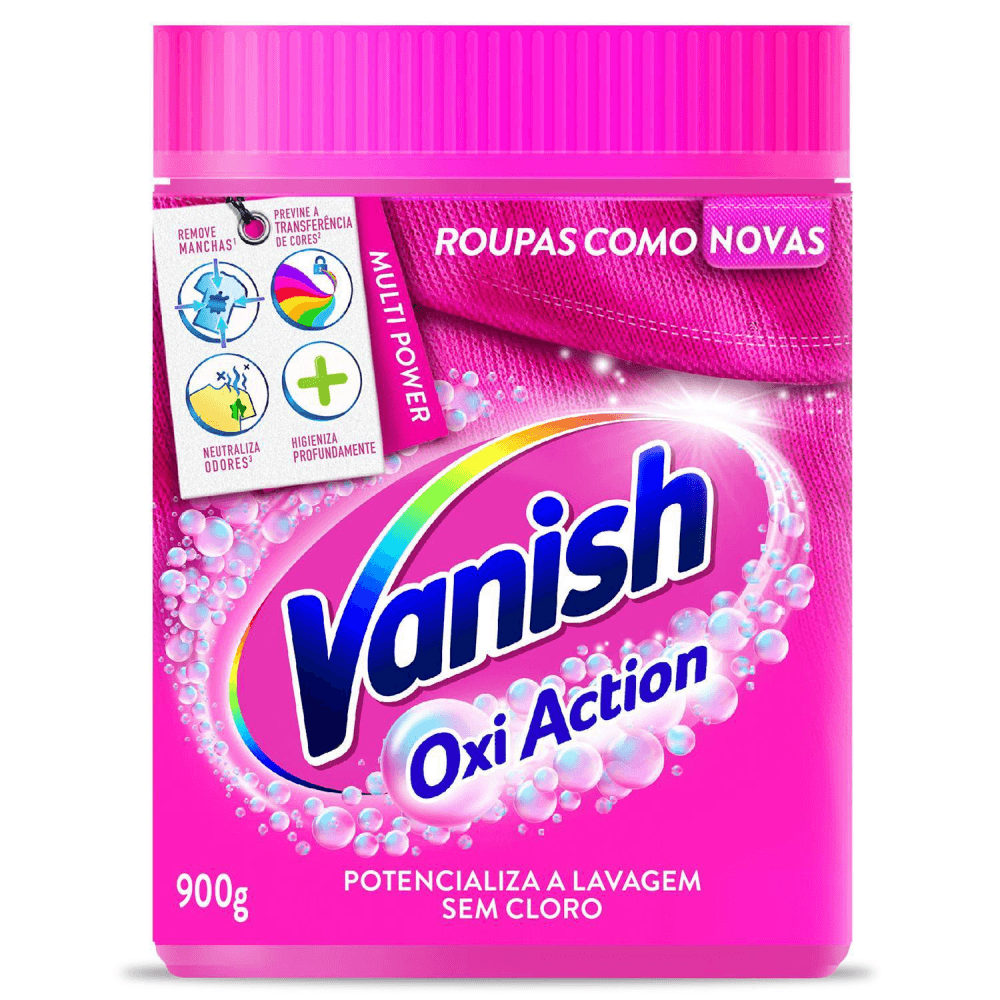 ROUPAS COMO NOVAS
REMOVE
MANCHAS¹
PREVINE A
TRANSFERÊNCIA
DE CORES²
NEUTRALIZA
ODORES³
HIGIENIZA
PROFUNDAMENTE
MULTI POWER
Vanish
Oxi Action
900g
POTENCIALIZA A LAVAGEM
SEM CLORO